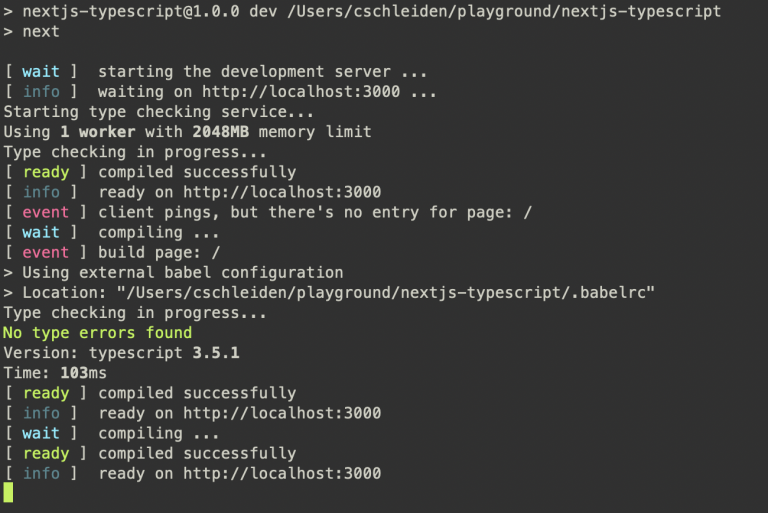 > nextjs-typescript@1.0.0 dev /Users/cschleiden/playground/nextjs-typescript
> next
[ wait ]  starting the development server ...
[ info ]  waiting on http://localhost:3000 ...
Starting type checking service...
Using 1 worker with 2048MB memory limit
Type checking in progress...
[ ready ] compiled successfully
[ info ]  ready on http://localhost:3000
[ event ] client pings, but there's no entry for page: /
[ wait ]  compiling ...
[ event ] build page: /
> Using external babel configuration
> Location: "/Users/cschleiden/playground/nextjs-typescript/.babelrc"
Type checking in progress...
No type errors found
Version: typescript 3.5.1
Time: 103ms
[ ready ] compiled successfully
[ info ]  ready on http://localhost:3000
[ wait ]  compiling ...
[ ready ] compiled successfully
[ info ]  ready on http://localhost:3000